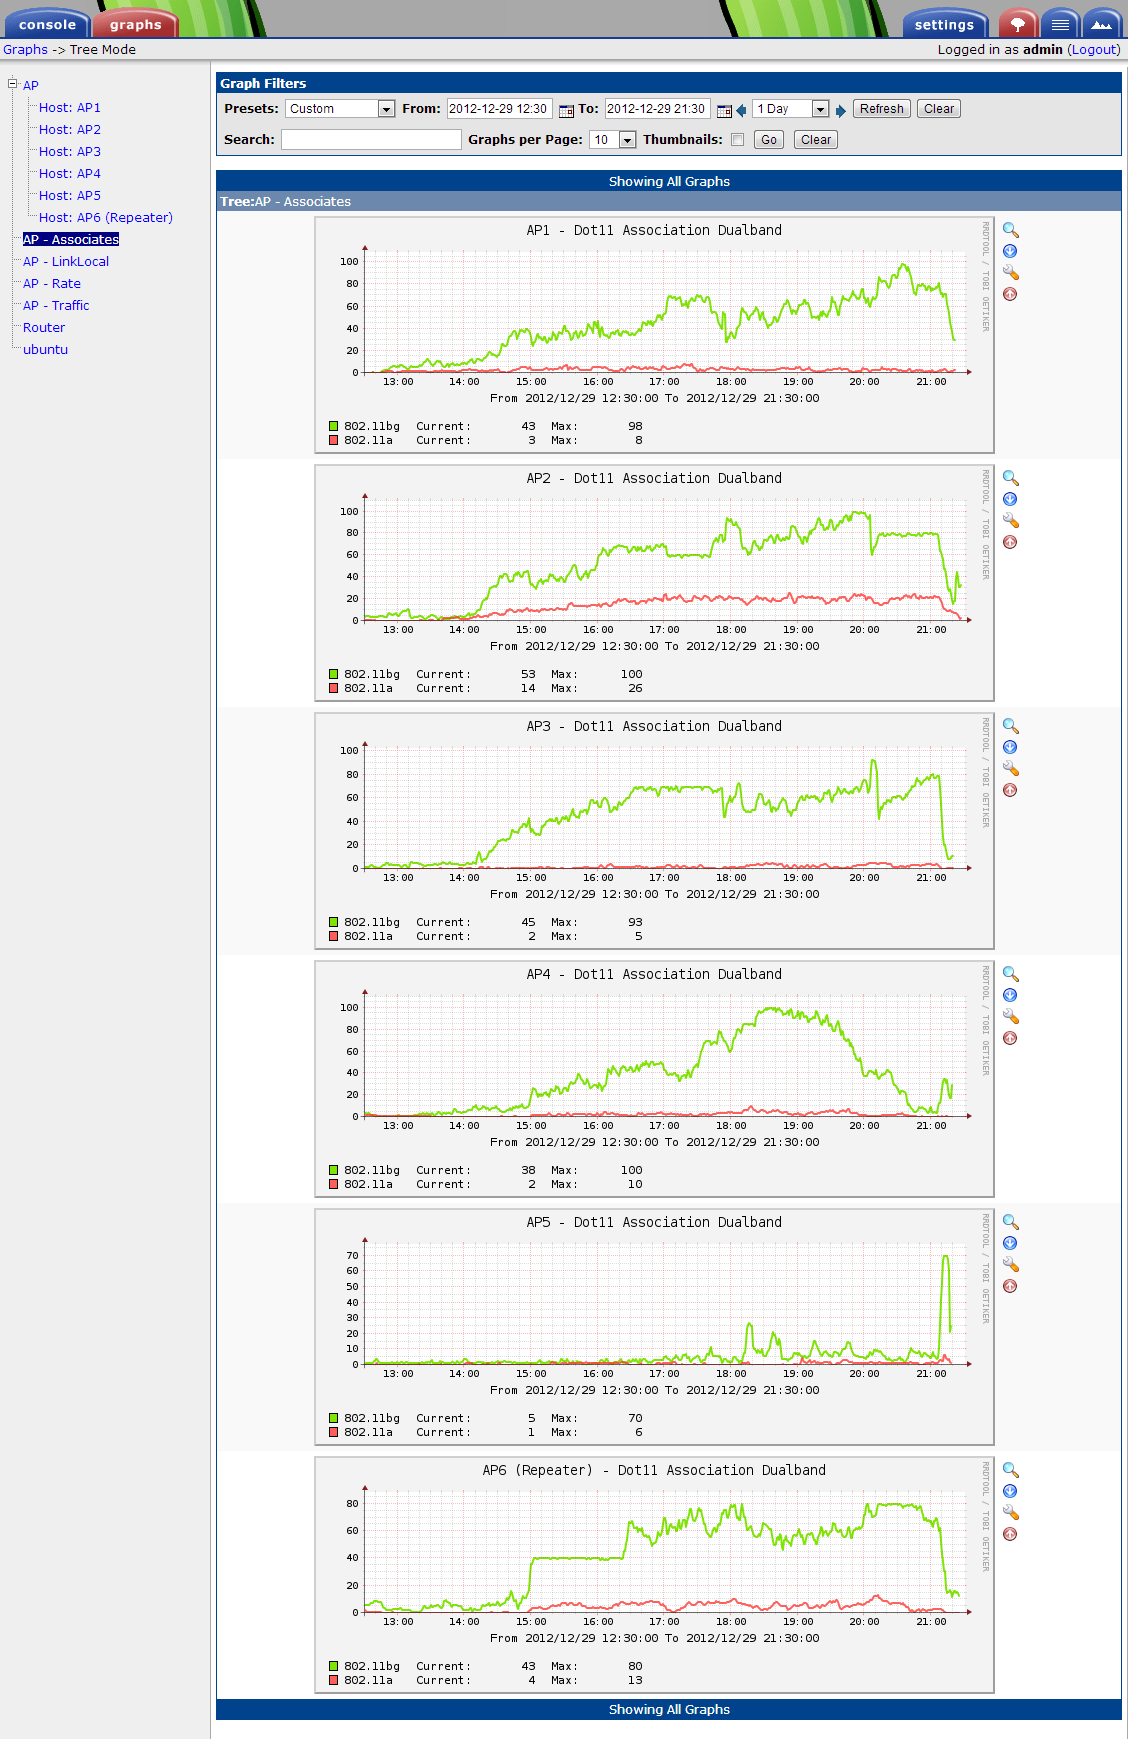 console graphs settings
Graphs -> Tree Mode Logged in as admin (Logout)
AP
Host: AP1
Host: AP2
Host: AP3
Host: AP4
Host: AP5
Host: AP6 (Repeater)
AP - Associates
AP - LinkLocal
AP - Rate
AP - Traffic
Router
ubuntu
Graph Filters
Presets: Custom From: 2012-12-29 12:30 To: 2012-12-29 21:30 1 Day Refresh Clear
Search: Graphs per Page: 10 Thumbnails: Go Clear
Showing All Graphs
Tree:AP - Associates
AP1 - Dot11 Association Dualband
RRDTOOL / TOBI OETIKER
100
80
60
40
20
0
13:00 14:00 15:00 16:00 17:00 18:00 19:00 20:00 21:00
From 2012/12/29 12:30:00 To 2012/12/29 21:30:00
802.11bg Current: 43 Max: 98
802.11a Current: 3 Max: 8
AP2 - Dot11 Association Dualband
RRDTOOL / TOBI OETIKER
100
80
60
40
20
0
13:00 14:00 15:00 16:00 17:00 18:00 19:00 20:00 21:00
From 2012/12/29 12:30:00 To 2012/12/29 21:30:00
802.11bg Current: 53 Max: 100
802.11a Current: 14 Max: 26
AP3 - Dot11 Association Dualband
RRDTOOL / TOBI OETIKER
100
80
60
40
20
0
13:00 14:00 15:00 16:00 17:00 18:00 19:00 20:00 21:00
From 2012/12/29 12:30:00 To 2012/12/29 21:30:00
802.11bg Current: 45 Max: 93
802.11a Current: 2 Max: 5
AP4 - Dot11 Association Dualband
RRDTOOL / TOBI OETIKER
100
80
60
40
20
0
13:00 14:00 15:00 16:00 17:00 18:00 19:00 20:00 21:00
From 2012/12/29 12:30:00 To 2012/12/29 21:30:00
802.11bg Current: 38 Max: 100
802.11a Current: 2 Max: 10
AP5 - Dot11 Association Dualband
RRDTOOL / TOBI OETIKER
70
60
50
40
30
20
10
0
13:00 14:00 15:00 16:00 17:00 18:00 19:00 20:00 21:00
From 2012/12/29 12:30:00 To 2012/12/29 21:30:00
802.11bg Current: 5 Max: 70
802.11a Current: 1 Max: 6
AP6 (Repeater) - Dot11 Association Dualband
RRDTOOL / TOBI OETIKER
80
60
40
20
0
13:00 14:00 15:00 16:00 17:00 18:00 19:00 20:00 21:00
From 2012/12/29 12:30:00 To 2012/12/29 21:30:00
802.11bg Current: 43 Max: 80
802.11a Current: 4 Max: 13
Showing All Graphs